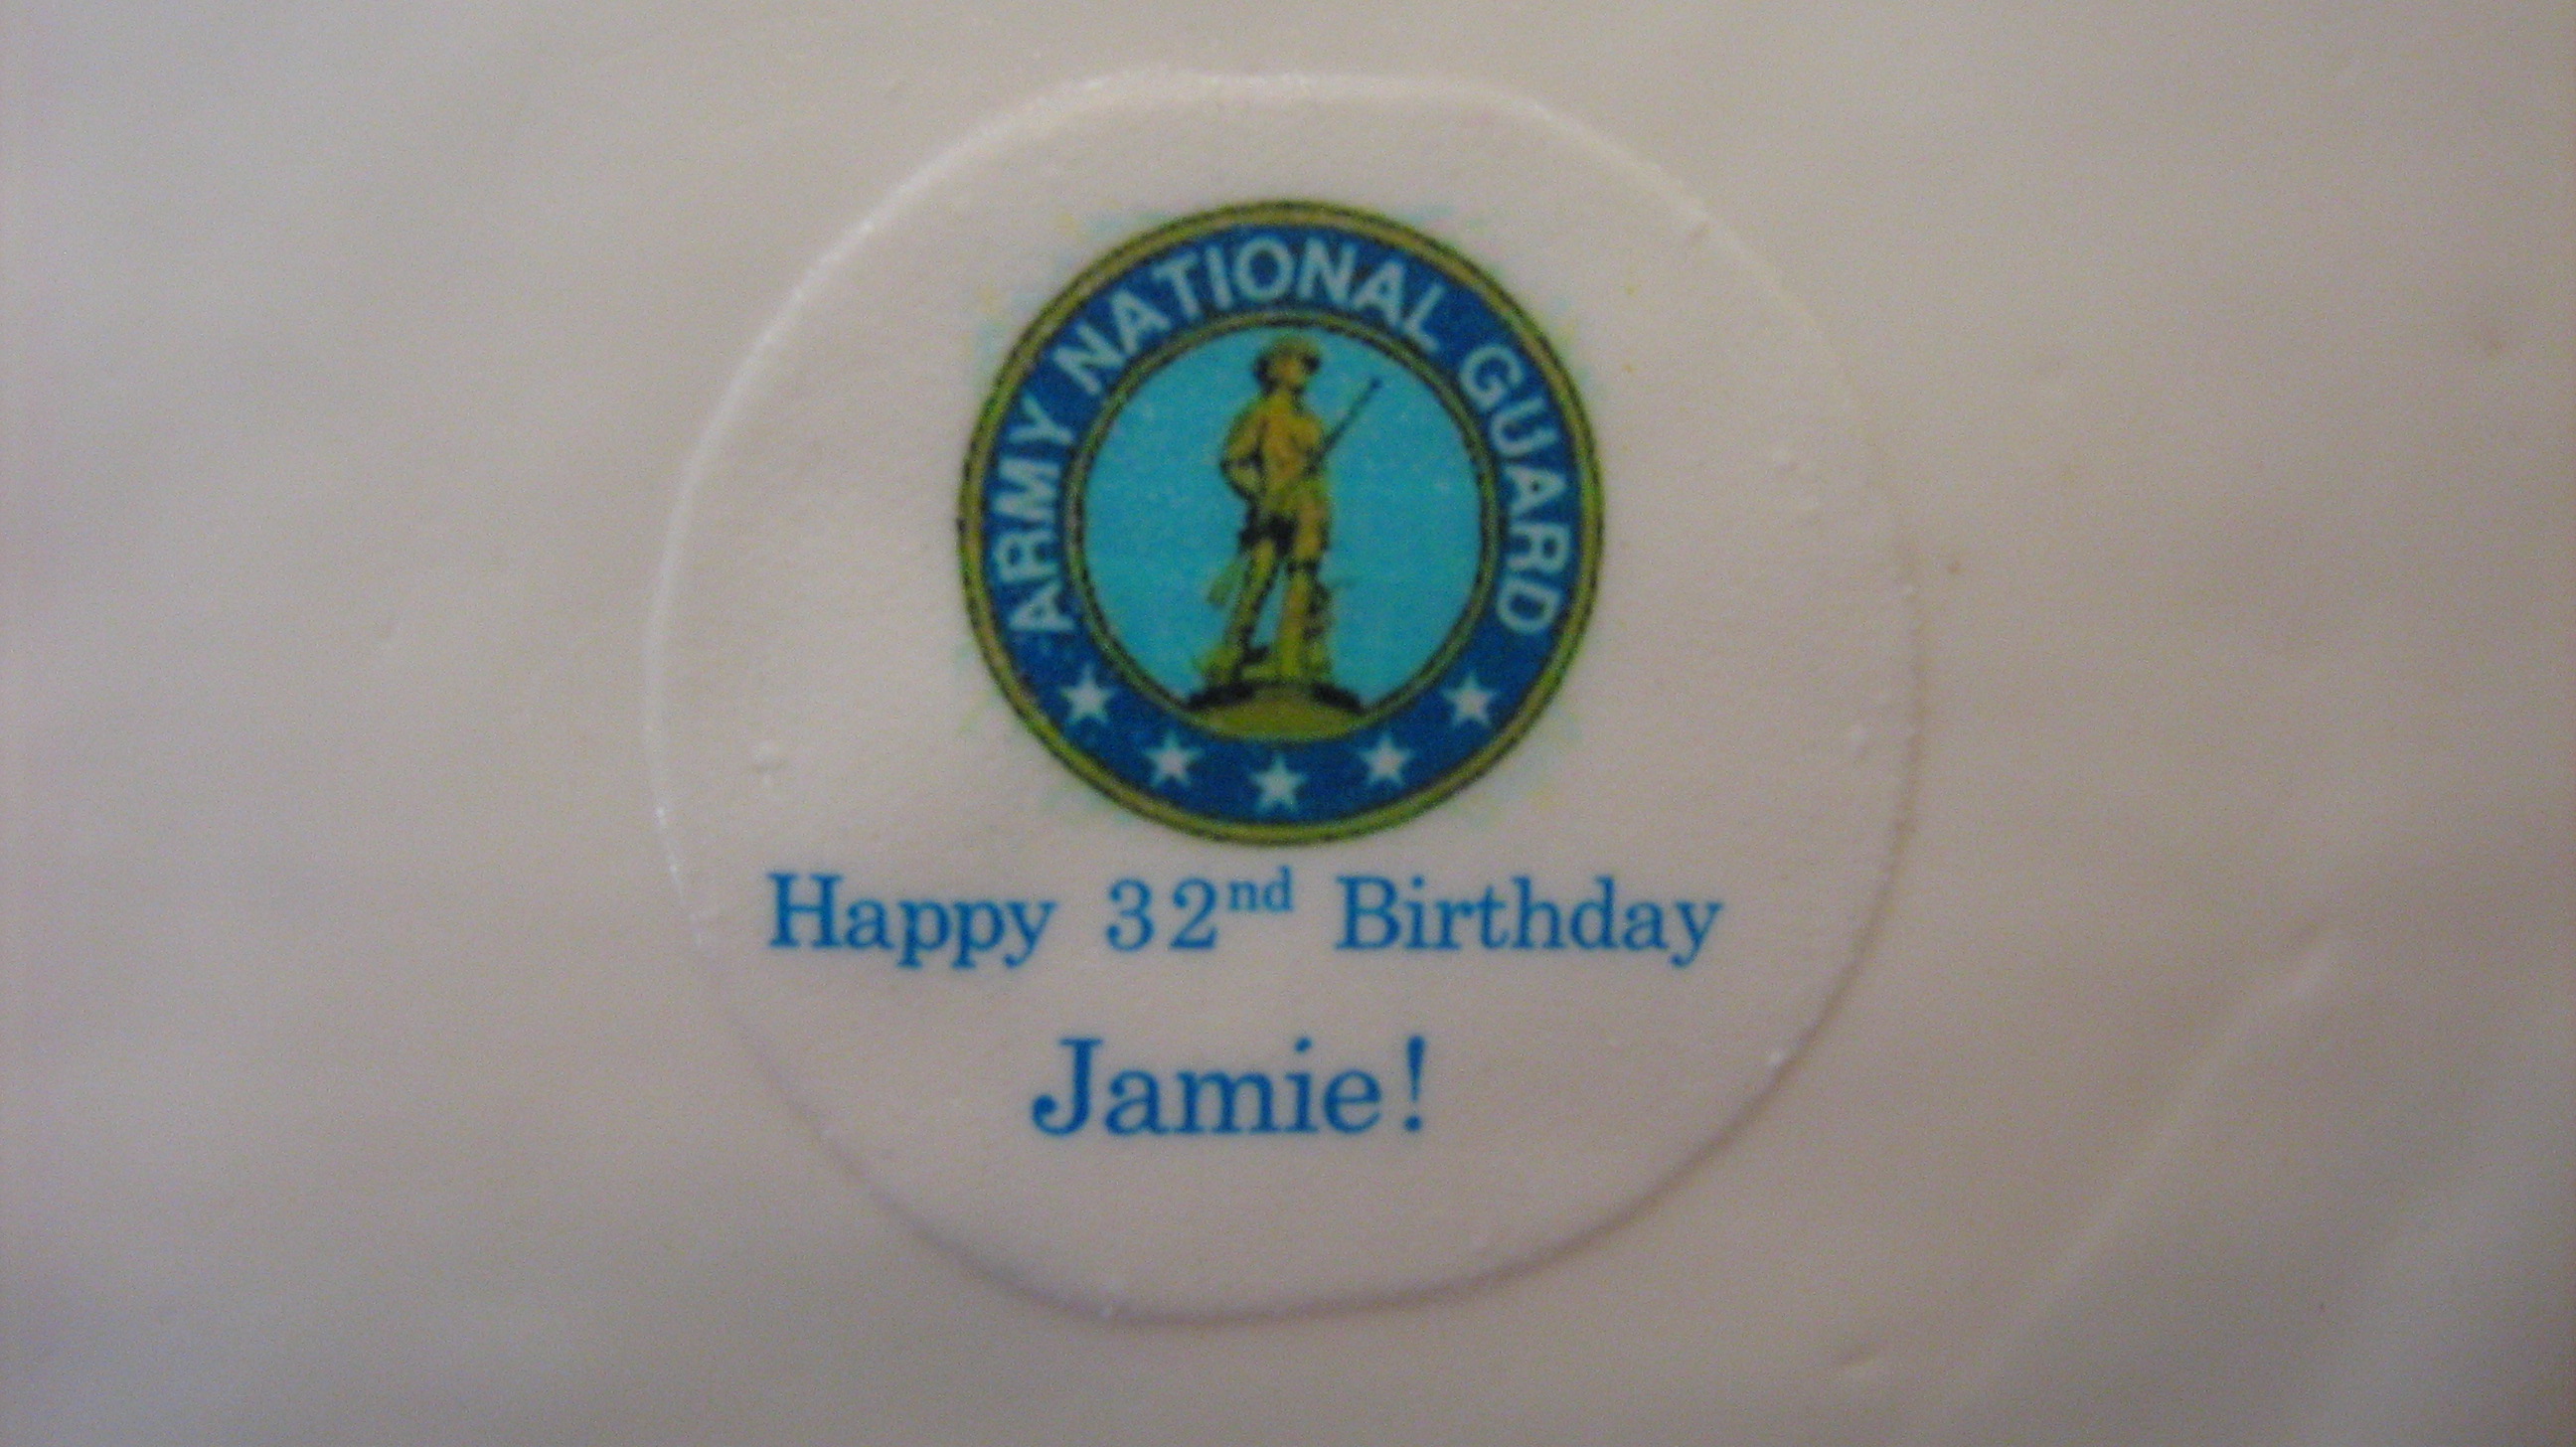 ARMY NATIONAL GUARD
Happy 32nd Birthday
Jamie!